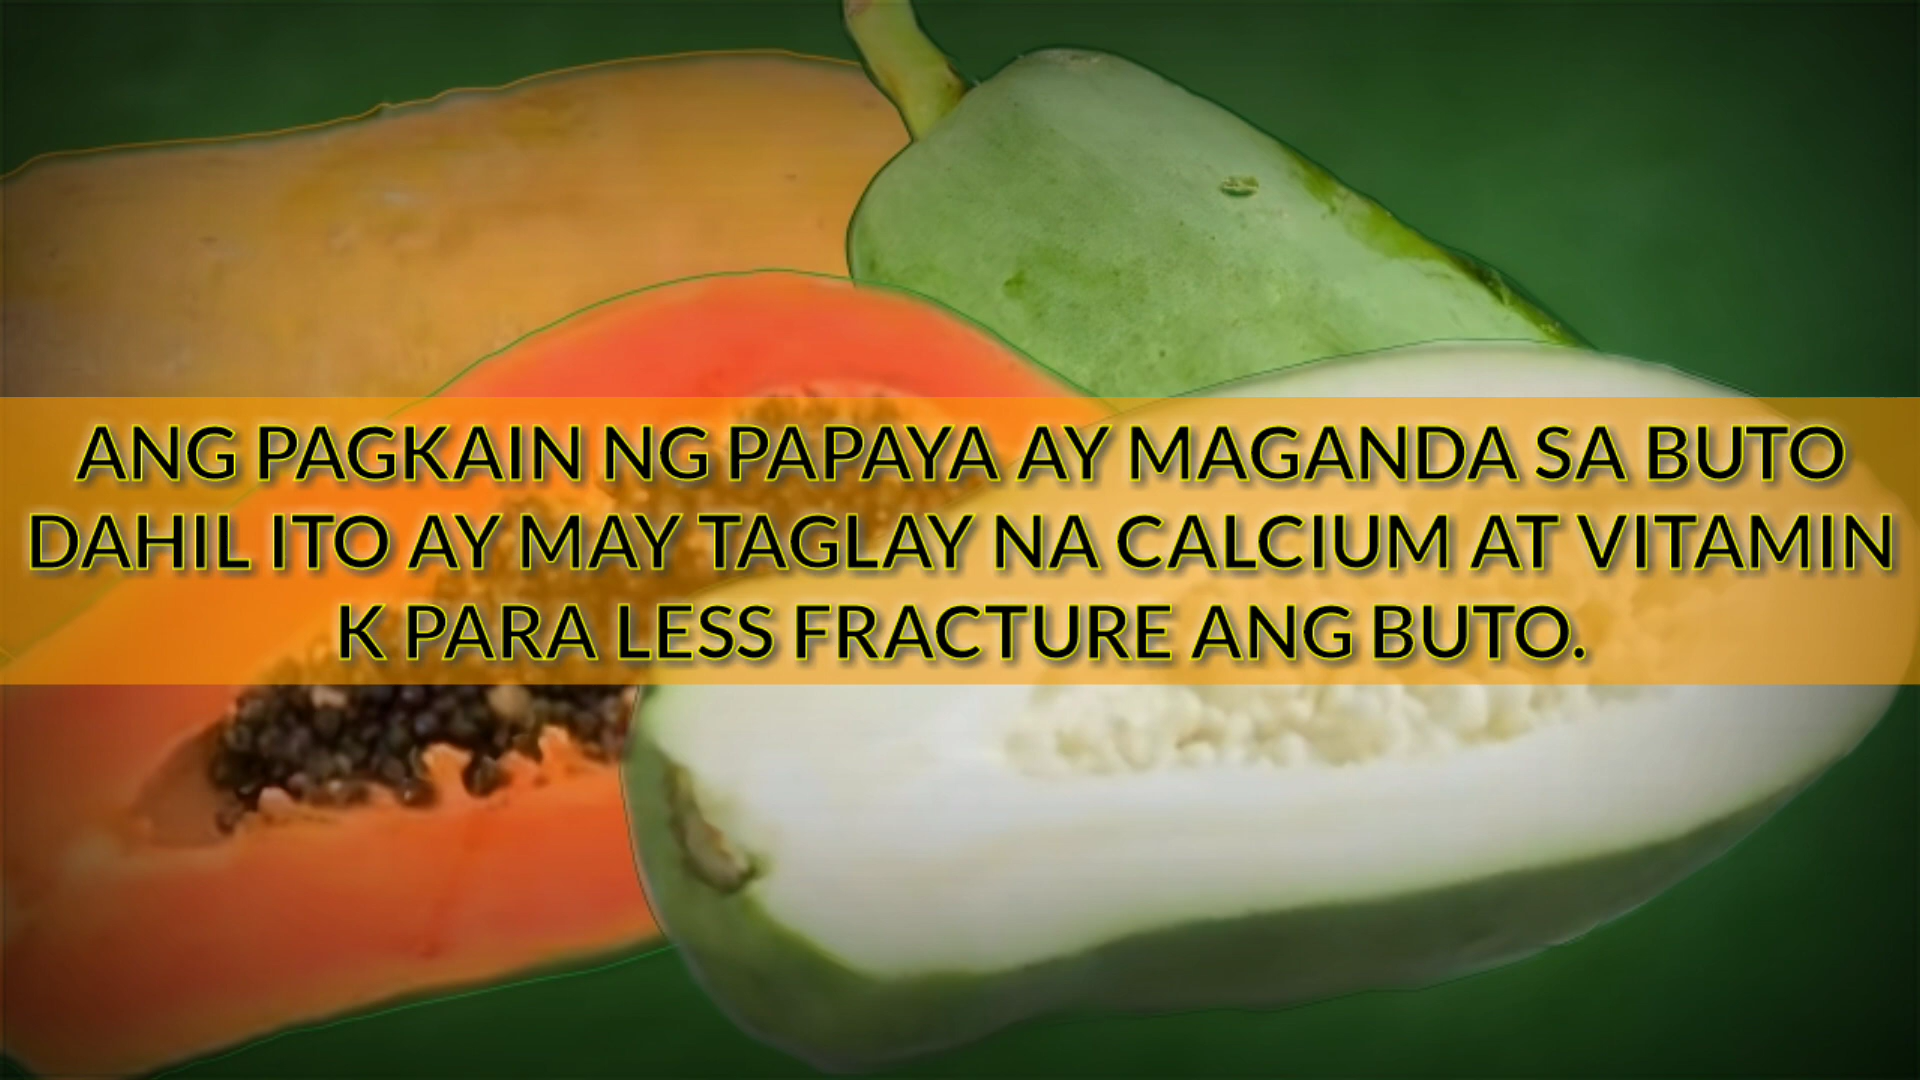 ANG PAGKAIN NG PAPAYA AY MAGANDA SA BUTO
DAHIL ITO AY MAY TAGLAY NA CALCIUM AT VITAMIN
K PARA LESS FRACTURE ANG BUTO.